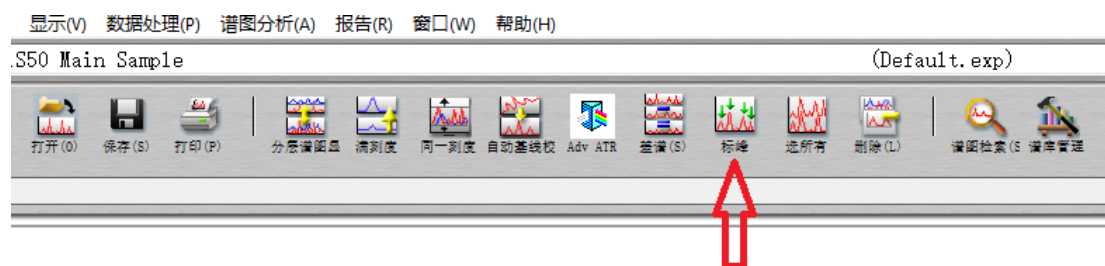 显示(V) 数据处理(P) 谱图分析(A) 报告(R) 窗口(W) 帮助(H)
.S50 Main Sample (Default.exp)
打开(O) 保存(S) 打印(P) 分层谱图显 满刻度 同一刻度 自动基线校 Adv ATR 差谱(S) 标峰 选所有 删除(L) 谱图检索(S 谱库管理